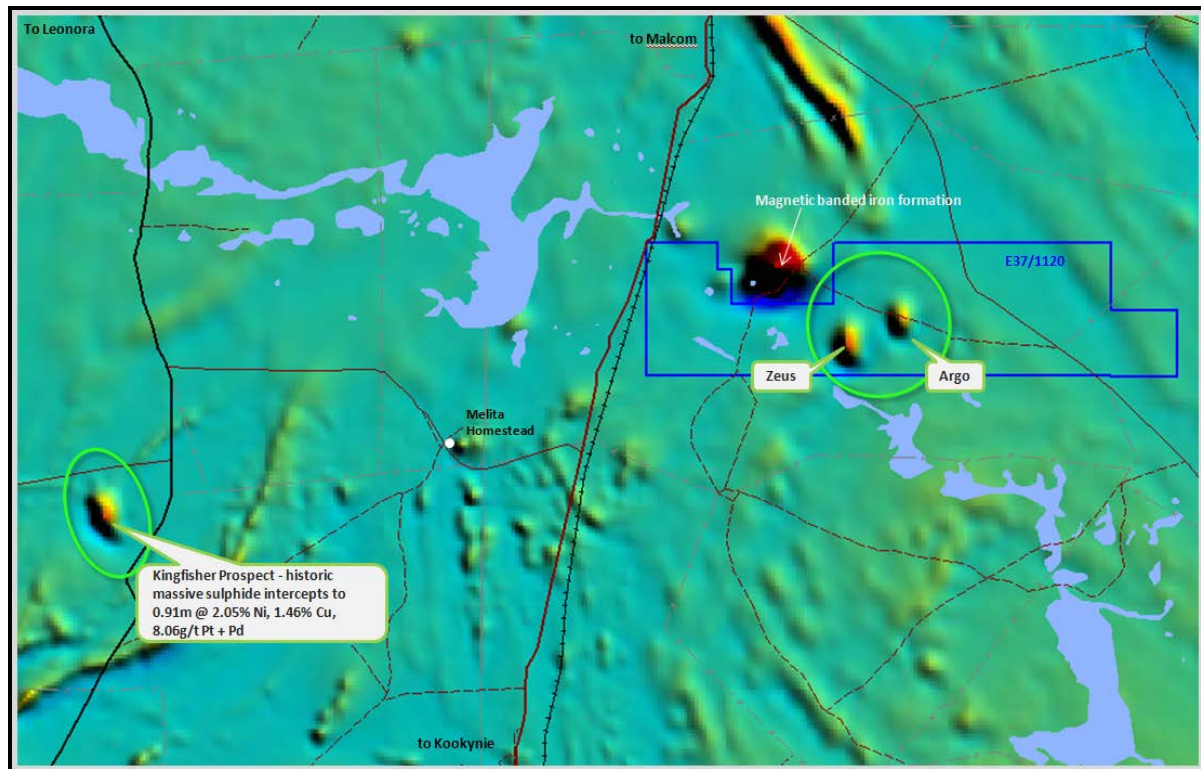 To Leonora
to Malcom
Magnetic banded iron formation
E37/1120
Zeus
Argo
Melita
Homestead
Kingfisher Prospect - historic
massive sulphide intercepts to
0.91m @ 2.05% Ni, 1.46% Cu,
8.06g/t Pt + Pd
to Kookynie